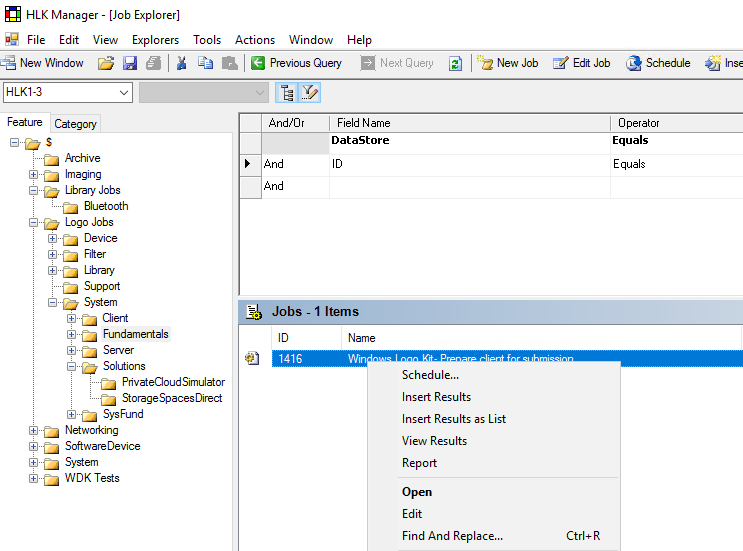 HLK Manager - [Job Explorer]
File Edit View Explorers Tools Actions Window Help
New Window Previous Query Next Query New Job Edit Job Schedule Inse
HLK1-3
Feature Category
$
Archive
Imaging
Library Jobs
Bluetooth
Logo Jobs
Device
Filter
Library
Support
System
Client
Fundamentals
Server
Solutions
PrivateCloudSimulator
StorageSpacesDirect
SysFund
Networking
SoftwareDevice
System
WDK Tests
And/Or Field Name Operator
DataStore Equals
And ID Equals
And
Jobs - 1 Items
ID Name
1416 Windows Logo Kit- Prepare client for submission
Schedule...
Insert Results
Insert Results as List
View Results
Report
Open
Edit
Find And Replace... Ctrl+R